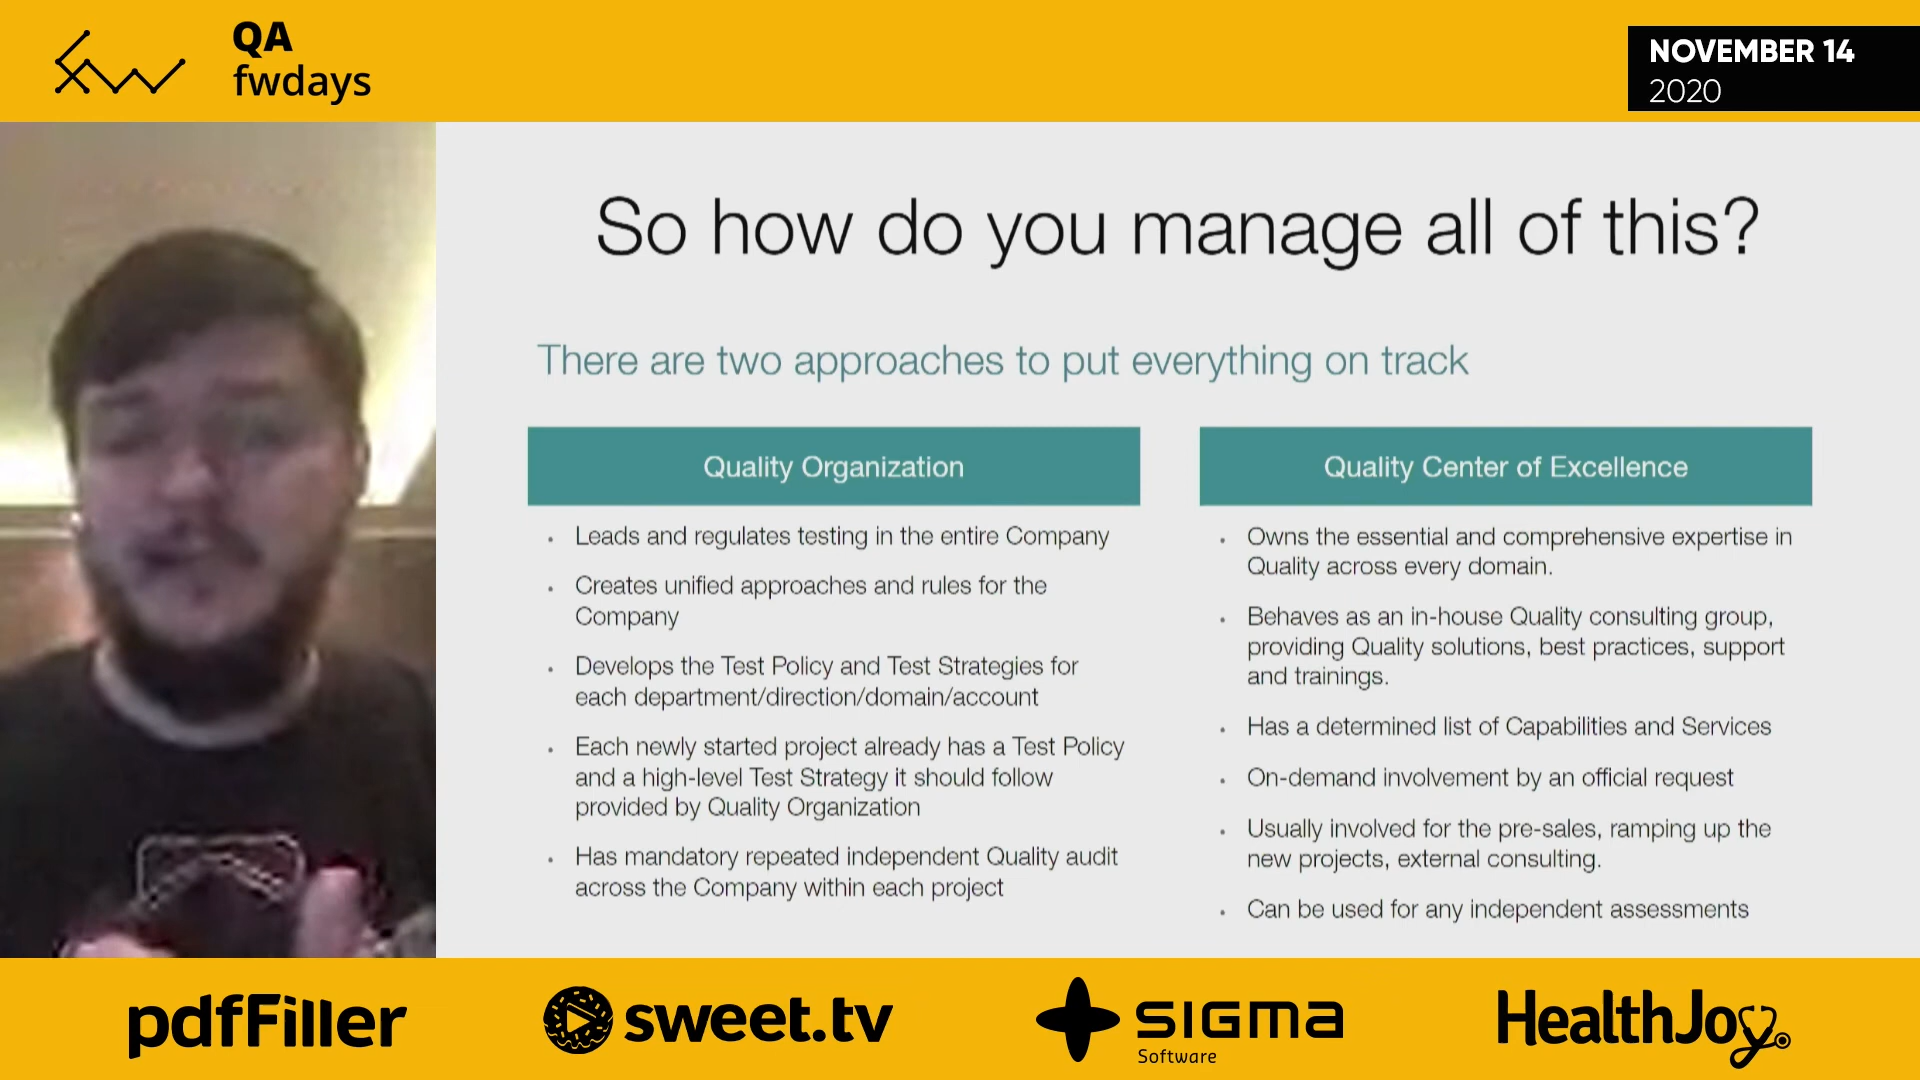 QA
fwdays
NOVEMBER 14
2020
So how do you manage all of this?
There are two approaches to put everything on track
Quality Organization
• Leads and regulates testing in the entire Company
• Creates unified approaches and rules for the
Company
• Develops the Test Policy and Test Strategies for
each department/direction/domain/account
• Each newly started project already has a Test Policy
and a high-level Test Strategy it should follow
provided by Quality Organization
• Has mandatory repeated independent Quality audit
across the Company within each project
Quality Center of Excellence
• Owns the essential and comprehensive expertise in
Quality across every domain.
• Behaves as an in-house Quality consulting group,
providing Quality solutions, best practices, support
and trainings.
• Has a determined list of Capabilities and Services
• On-demand involvement by an official request
• Usually involved for the pre-sales, ramping up the
new projects, external consulting.
• Can be used for any independent assessments
pdfFiller
sweet.tv
SIGMA
Software
HealthJoy